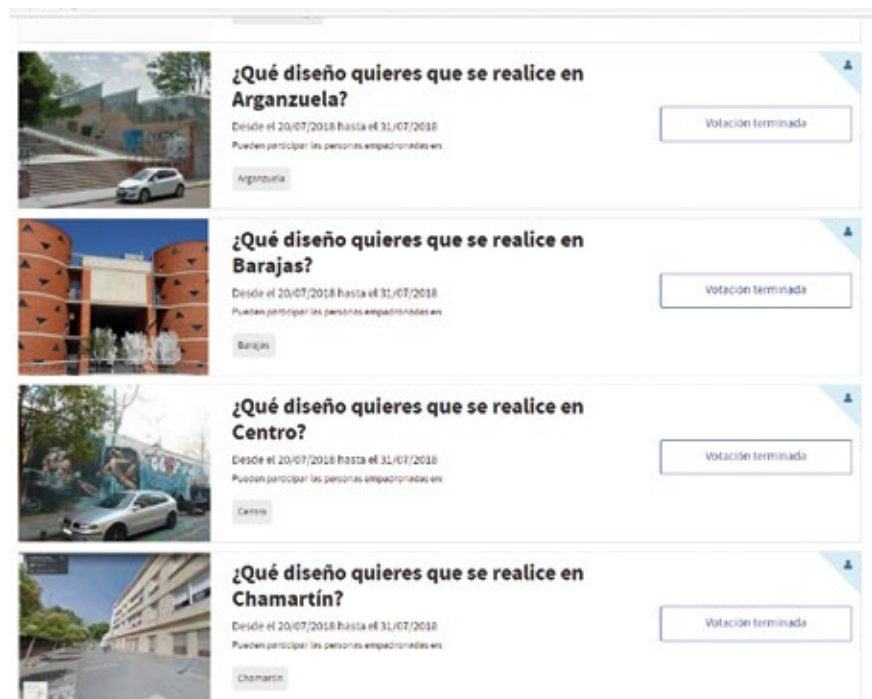 ¿Qué diseño quieres que se realice en
Arganzuela?
Desde el 20/07/2018 hasta el 31/07/2018
Pueden participar las personas empadronadas en:
Arganzuela
Votación terminada
¿Qué diseño quieres que se realice en
Barajas?
Desde el 20/07/2018 hasta el 31/07/2018
Pueden participar las personas empadronadas en:
Barajas
Votación terminada
¿Qué diseño quieres que se realice en
Centro?
Desde el 20/07/2018 hasta el 31/07/2018
Pueden participar las personas empadronadas en:
Centro
Votación terminada
¿Qué diseño quieres que se realice en
Chamartín?
Desde el 20/07/2018 hasta el 31/07/2018
Pueden participar las personas empadronadas en:
Chamartín
Votación terminada